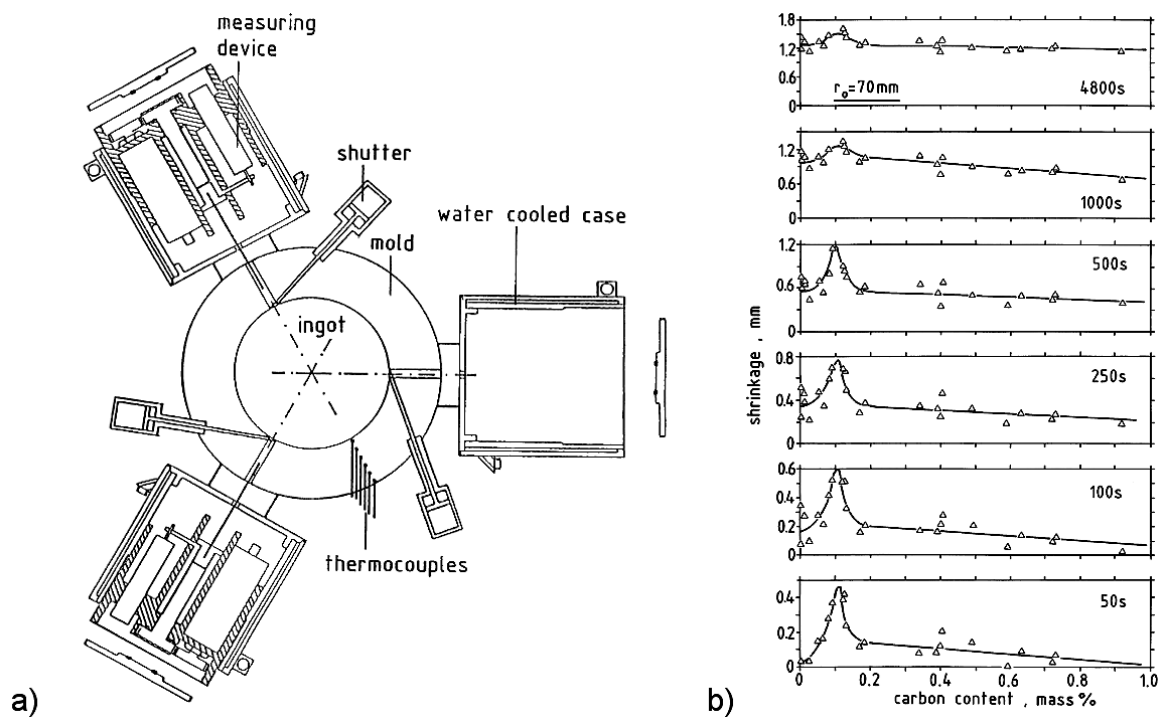 measuring
device
shutter
water cooled case
mold
ingot
thermocouples
a)
1.8
1.2
0.6
0
r₀=70mm
4800s
1.2
0.6
0
1000s
1.2
0.6
0
500s
0.8
0.4
0
250s
0.6
0.4
0.2
0
100s
0.4
0.2
0
50s
0 0.2 0.4 0.6 0.8 1.0
carbon content , mass%
shrinkage , mm
b)